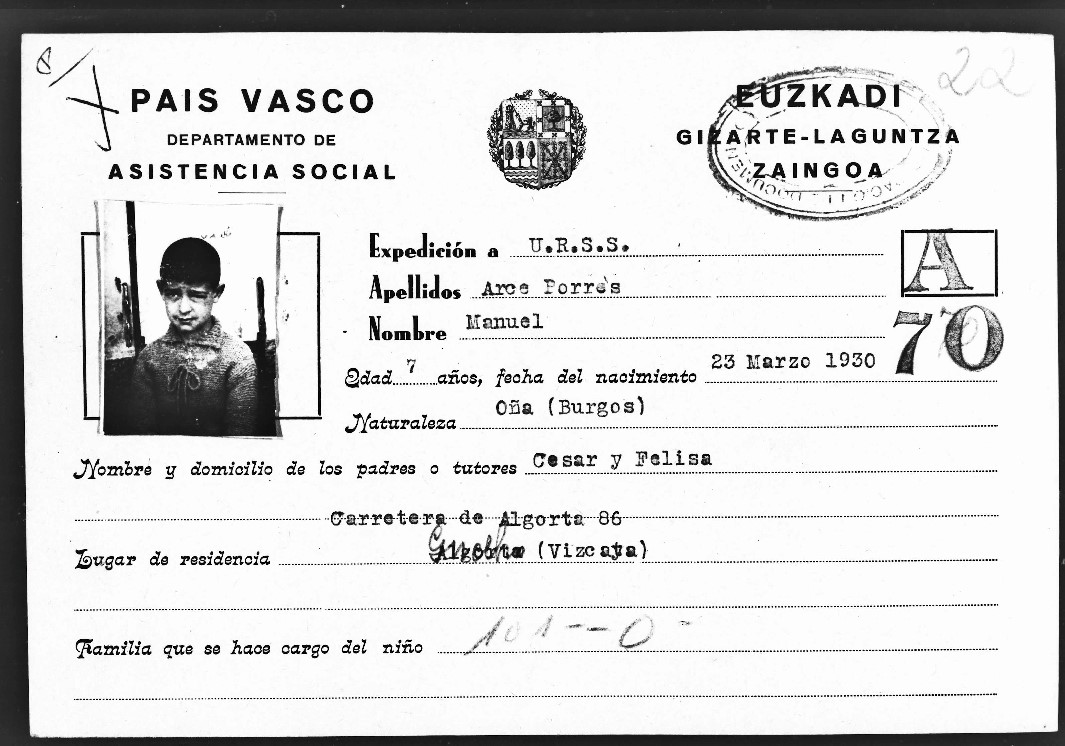 8/
PAIS VASCO
DEPARTAMENTO DE
ASISTENCIA SOCIAL
EUZKADI
GIZARTE-LAGUNTZA
ZAINGOA
22
Expedición a U.R.S.S.
Apellidos Arce Porres
Nombre Manuel
A
70
Edad 7 años, fecha del nacimiento 23 Marzo 1930
Naturaleza Oña (Burgos)
Nombre y domicilio de los padres o tutores Cesar y Felisa
Carretera de Algorta 86
Lugar de residencia (Vizcaya)
Familia que se hace cargo del niño 101--0-